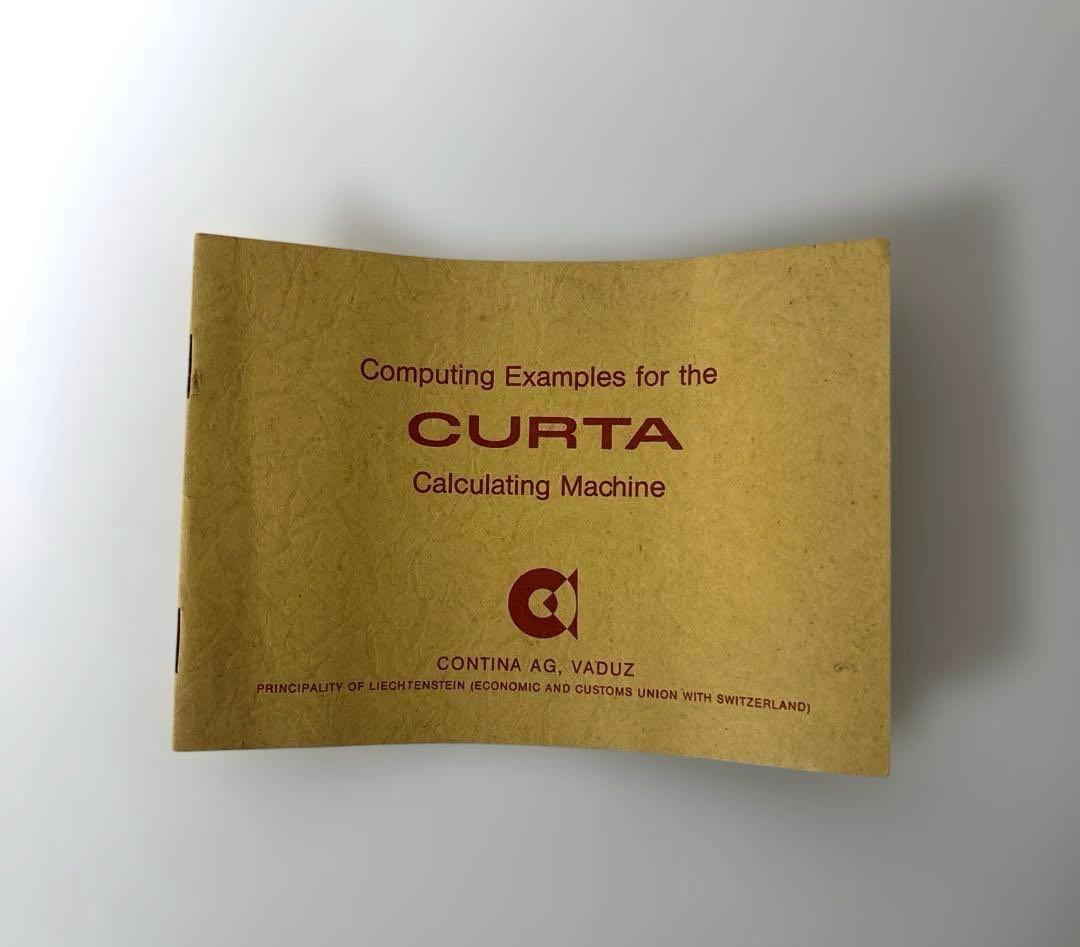 Computing Examples for the
CURTA
Calculating Machine
CONTINA AG, VADUZ
PRINCIPALITY OF LIECHTENSTEIN (ECONOMIC AND CUSTOMS UNION WITH SWITZERLAND)